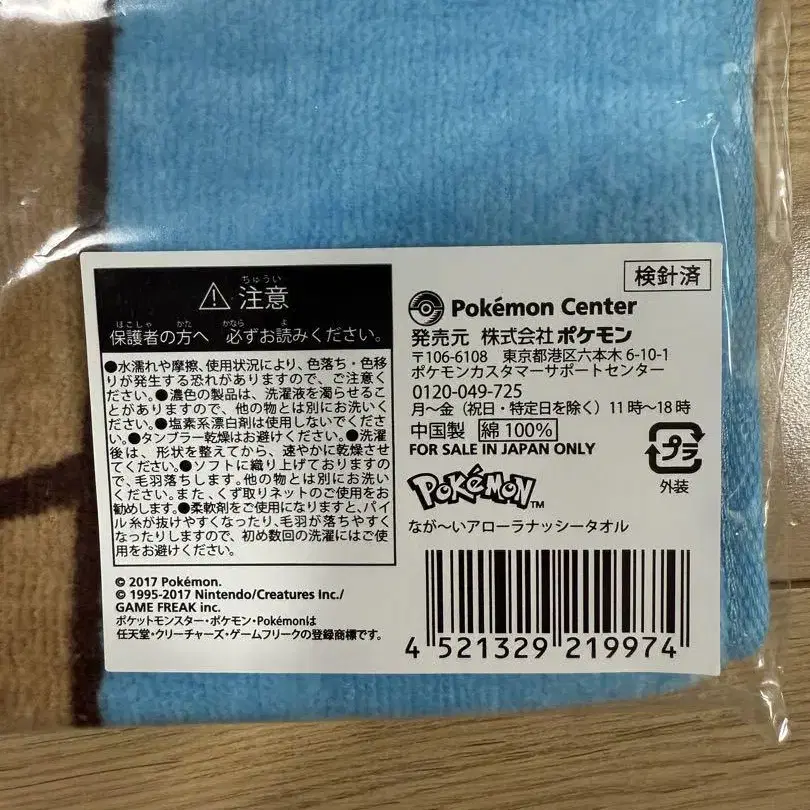 検針済
ちゅうい
注意
ほごしゃ かた かなら よ
保護者の方へ 必ずお読みください。
●水濡れや摩擦、使用状況により、色落ち・色移
りが発生する恐れがありますので、ご注意くだ
さい。●濃色の製品は、洗濯液を濁らせるこ
とがありますので、他の物とは別にお洗いく
ださい。●塩素系漂白剤は使用しないでくだ
さい。●タンブラー乾燥はお避けください。●洗濯
後は、形状を整えてから、速やかに乾燥させ
てください。●ソフトに織り上げておりますの
で、毛羽落ちします。他の物とは別にお洗い
ください。また、くず取りネットのご使用をお
勧めします。●柔軟剤をご使用になりますと、パイ
ル糸が抜けやすくなったり、毛羽が落ちやすく
なったりしますので、初め数回の洗濯にはご使
用をお避けください。
© 2017 Pokémon.
© 1995-2017 Nintendo/Creatures Inc./
GAME FREAK inc.
ポケットモンスター・ポケモン・Pokémonは
任天堂・クリーチャーズ・ゲームフリークの登録商標です。
Pokémon Center
発売元 株式会社ポケモン
〒106-6108 東京都港区六本木 6-10-1
ポケモンカスタマーサポートセンター
0120-049-725
月～金（祝日・特定日を除く）11時～18時
中国製 綿 100%
FOR SALE IN JAPAN ONLY
プラ
外装
POKÉMON™
なが～いアローラナッシータオル
4 521329 219974